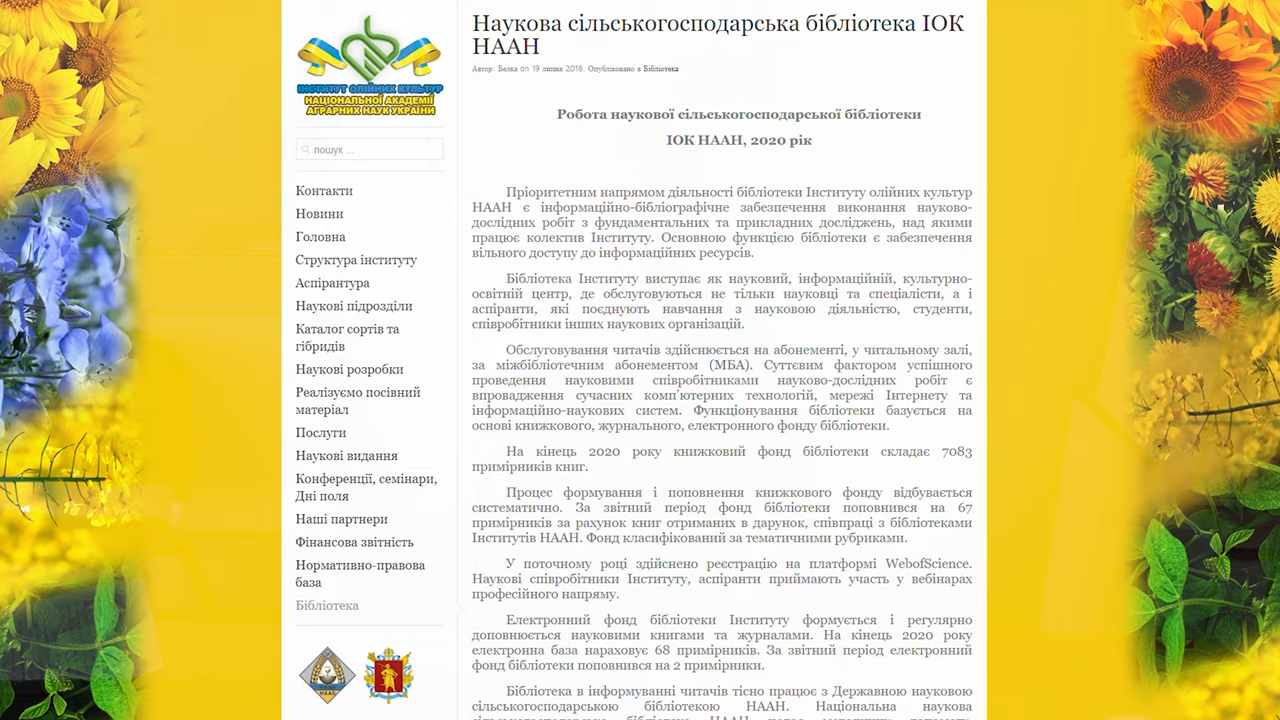 ІНСТИТУТ ОЛІЙНИХ КУЛЬТУР
НАЦІОНАЛЬНОЇ АКАДЕМІЇ
АГРАРНИХ НАУК УКРАЇНИ
пошук ...
Контакти
Новини
Головна
Структура інституту
Аспірантура
Наукові підрозділи
Каталог сортів та
гібридів
Наукові розробки
Реалізуємо посівний
матеріал
Послуги
Наукові видання
Конференції, семінари,
Дні поля
Наші партнери
Фінансова звітність
Нормативно-правова
база
Бібліотека
Наукова сільськогосподарська бібліотека ІОК
НААН
Автор: Белка on 19 липня 2018. Опубліковано в Бібліотека
Робота наукової сільськогосподарської бібліотеки
ІОК НААН, 2020 рік
Пріоритетним напрямом діяльності бібліотеки Інституту олійних культур
НААН є інформаційно-бібліографічне забезпечення виконання науково-
дослідних робіт з фундаментальних та прикладних досліджень, над якими
працює колектив Інституту. Основною функцією бібліотеки є забезпечення
вільного доступу до інформаційних ресурсів.
Бібліотека Інституту виступає як науковий, інформаційній, культурно-
освітній центр, де обслуговуються не тільки науковці та спеціалісти, а і
аспіранти, які поєднують навчання з науковою діяльністю, студенти,
співробітники інших наукових організацій.
Обслуговування читачів здійснюється на абонементі, у читальному залі,
за міжбібліотечним абонементом (МБА). Суттєвим фактором успішного
проведення науковими співробітниками науково-дослідних робіт є
впровадження сучасних комп’ютерних технологій, мережі Інтернету та
інформаційно-наукових систем. Функціонування бібліотеки базується на
основі книжкового, журнального, електронного фонду бібліотеки.
На кінець 2020 року книжковий фонд бібліотеки складає 7083
примірників книг.
Процес формування і поповнення книжкового фонду відбувається
систематично. За звітний період фонд бібліотеки поповнився на 67
примірників за рахунок книг отриманих в дарунок, співпраці з бібліотеками
Інститутів НААН. Фонд класифікований за тематичними рубриками.
У поточному році здійснено реєстрацію на платформі WebofScience.
Наукові співробітники Інституту, аспіранти приймають участь у вебінарах
професійного напряму.
Електронний фонд бібліотеки Інституту формується і регулярно
доповнюється науковими книгами та журналами. На кінець 2020 року
електронна база нараховує 68 примірників. За звітний період електронний
фонд бібліотеки поповнився на 2 примірники.
Бібліотека в інформуванні читачів тісно працює з Державною науковою
сільськогосподарською бібліотекою НААН. Національна наукова